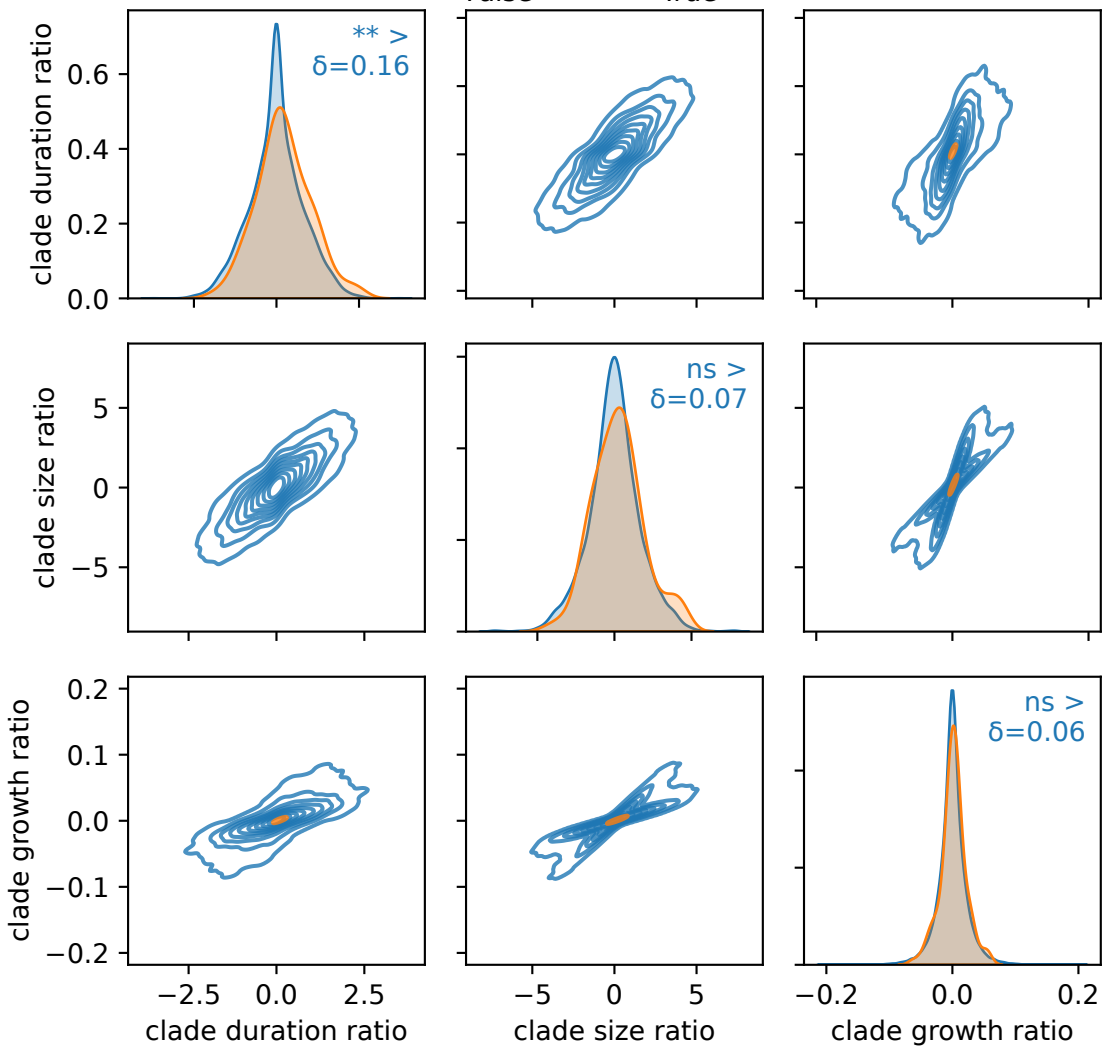 clade duration ratio
0.6
0.4
0.2
0.0
** >
δ=0.16
clade size ratio
5
0
−5
ns >
δ=0.07
clade growth ratio
0.2
0.1
0.0
−0.1
−0.2
ns >
δ=0.06
−2.5 0.0 2.5
−5 0 5
−0.2 0.0 0.2
clade duration ratio
clade size ratio
clade growth ratio